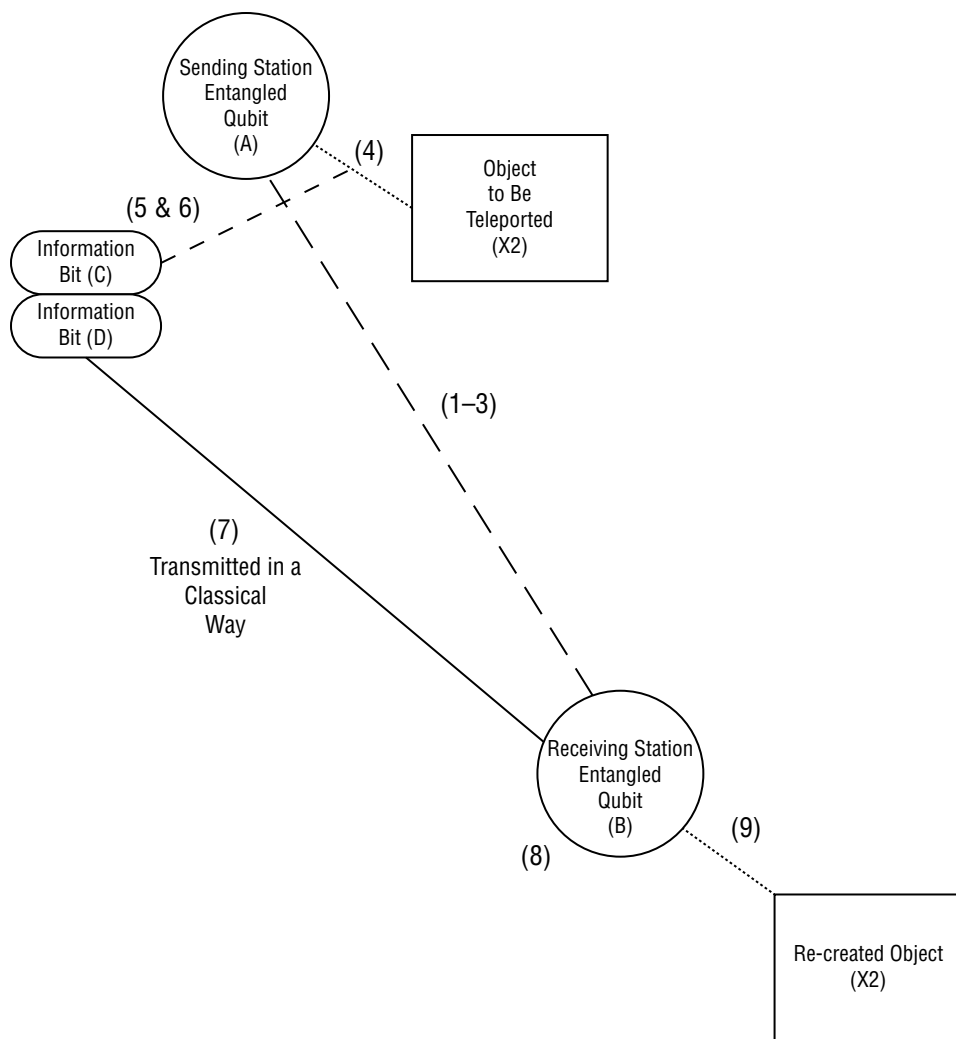 Sending Station
Entangled
Qubit
(A)
(4)
Object
to Be
Teleported
(X2)
(5 & 6)
Information
Bit (C)
Information
Bit (D)
(1–3)
(7)
Transmitted in a
Classical
Way
Receiving Station
Entangled
Qubit
(B)
(8)
(9)
Re-created Object
(X2)